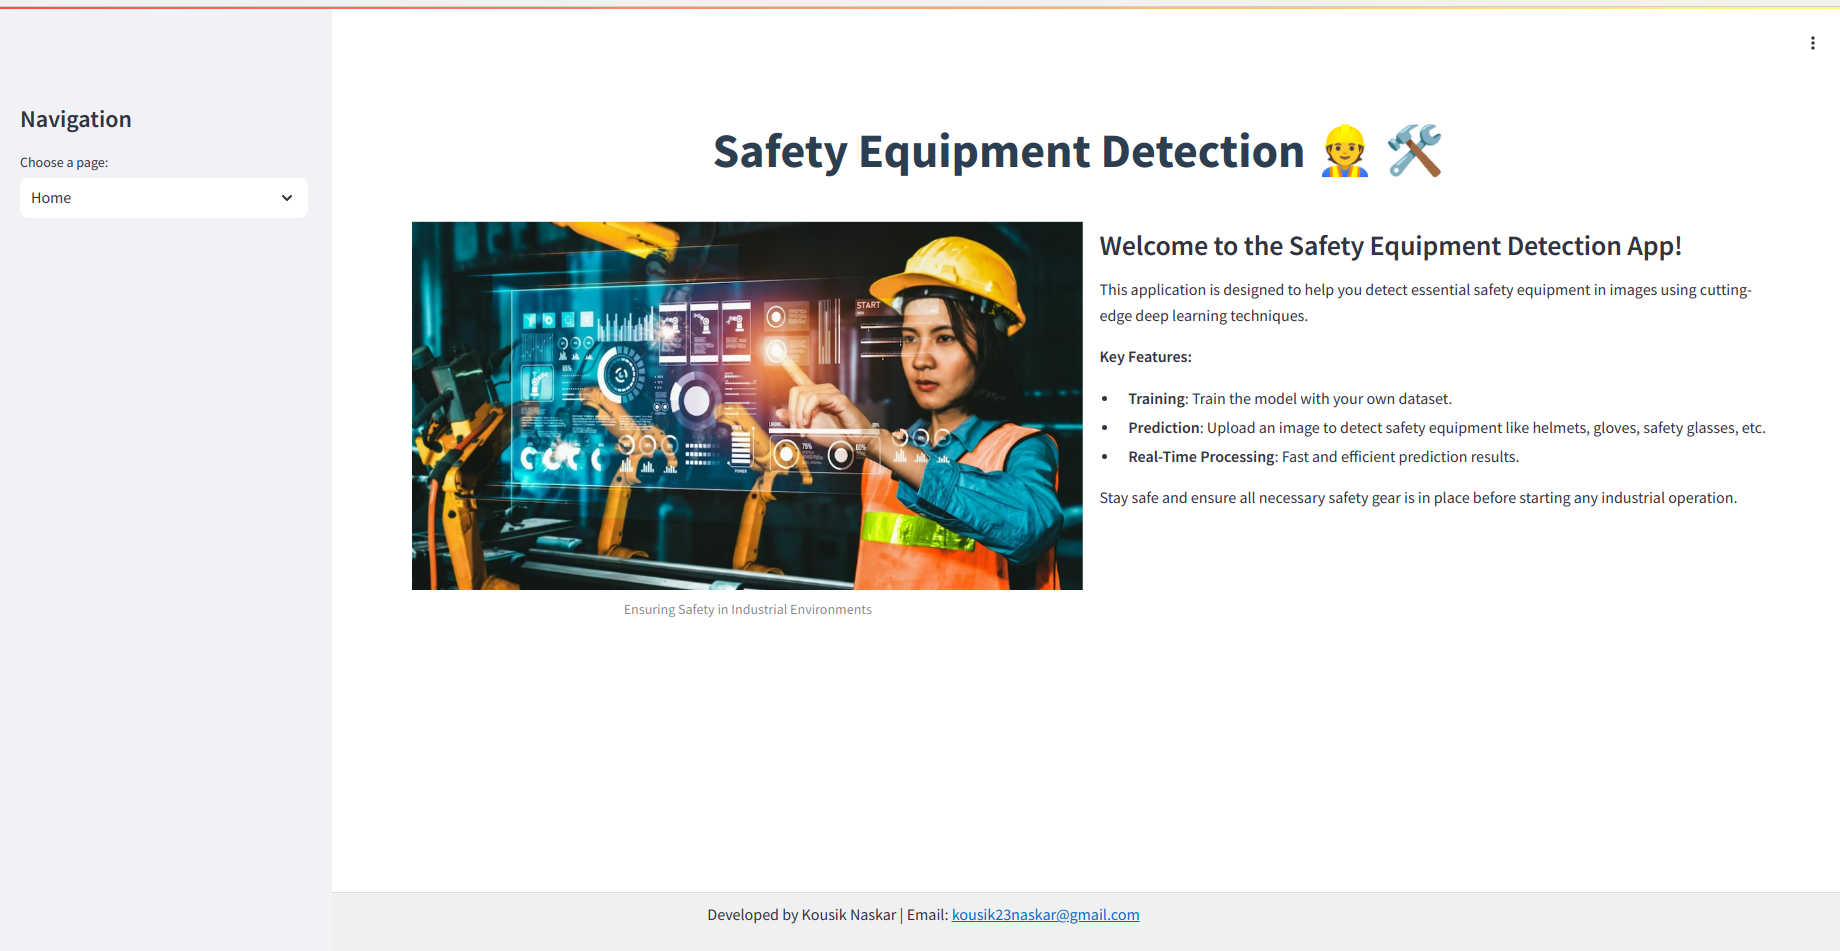 Navigation
Choose a page:
Home
Safety Equipment Detection 👷 🛠️
START
65%
75%
60%
POWER
Ensuring Safety in Industrial Environments
Welcome to the Safety Equipment Detection App!
This application is designed to help you detect essential safety equipment in images using cutting-
edge deep learning techniques.
Key Features:
• Training: Train the model with your own dataset.
• Prediction: Upload an image to detect safety equipment like helmets, gloves, safety glasses, etc.
• Real-Time Processing: Fast and efficient prediction results.
Stay safe and ensure all necessary safety gear is in place before starting any industrial operation.
Developed by Kousik Naskar | Email: kousik23naskar@gmail.com